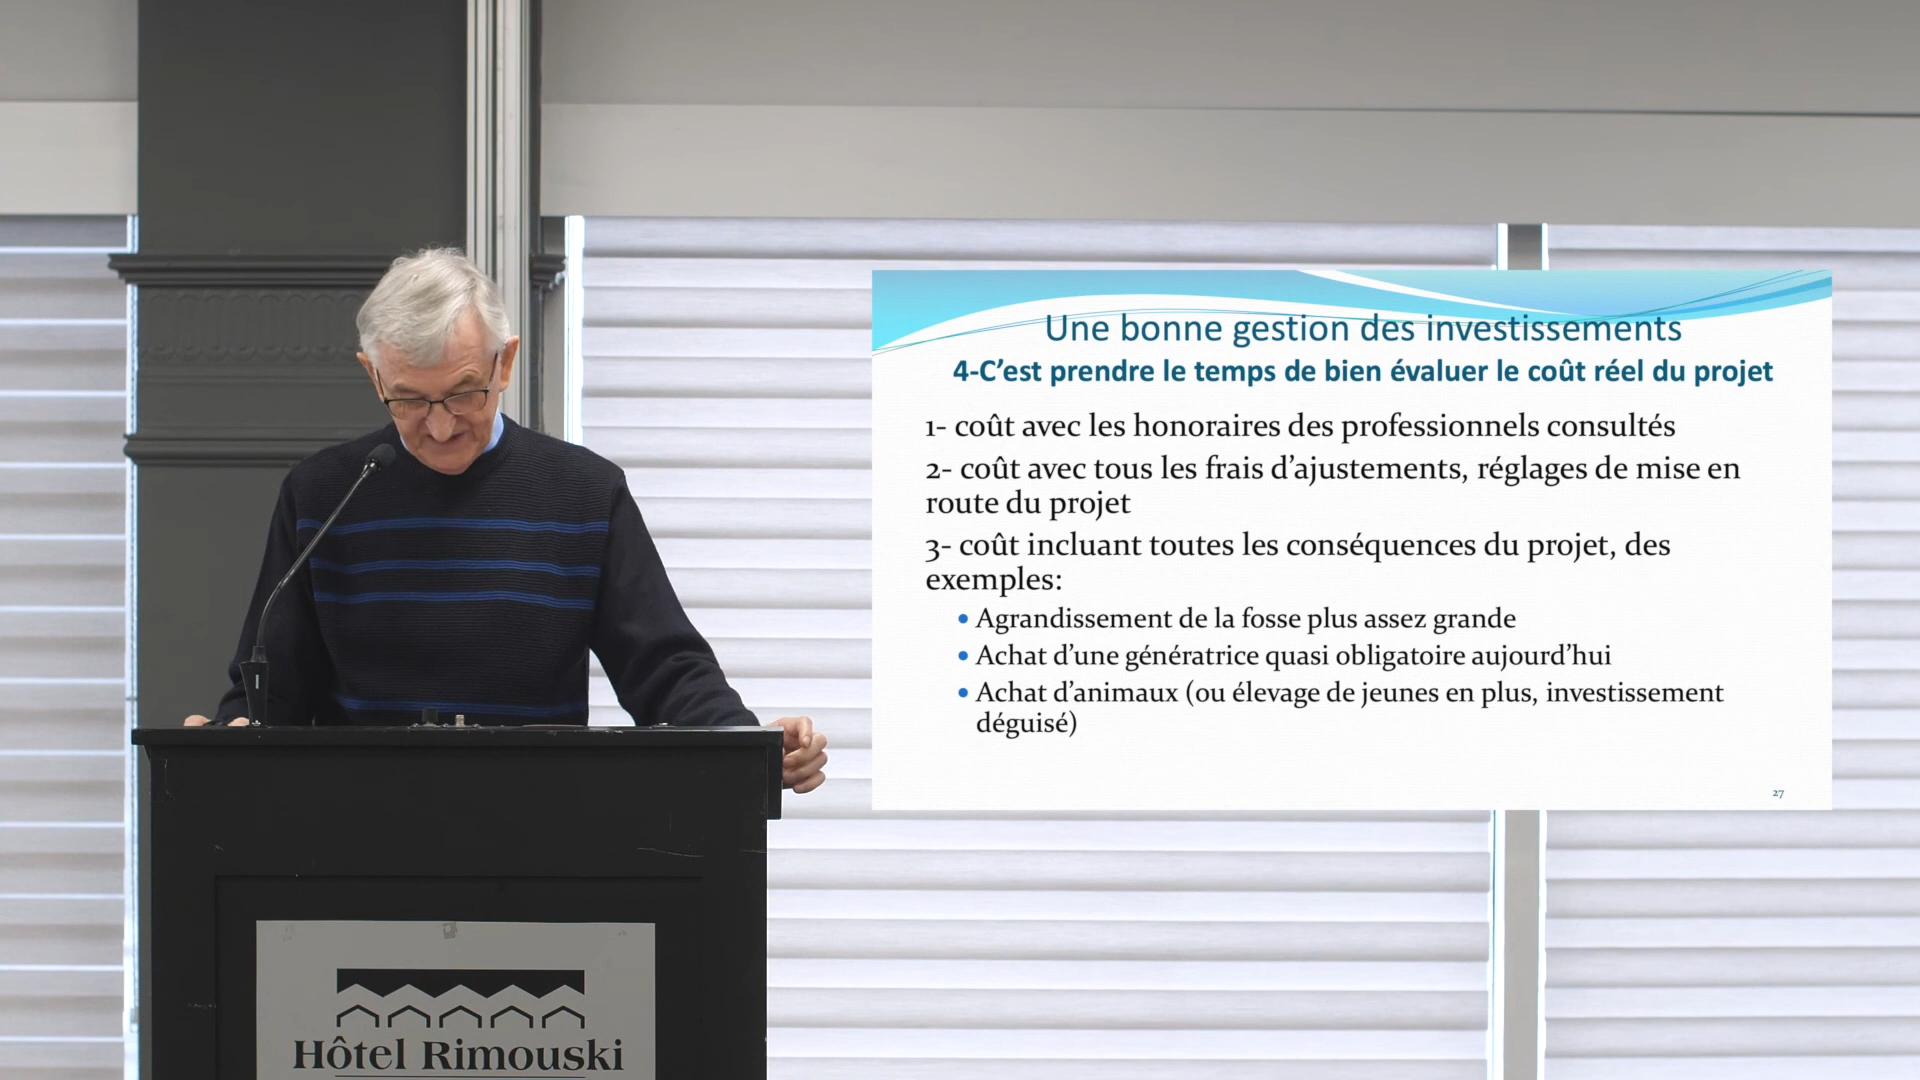 Une bonne gestion des investissements
4-C’est prendre le temps de bien évaluer le coût réel du projet
1- coût avec les honoraires des professionnels consultés
2- coût avec tous les frais d’ajustements, réglages de mise en
route du projet
3- coût incluant toutes les conséquences du projet, des
exemples:
• Agrandissement de la fosse plus assez grande
• Achat d’une génératrice quasi obligatoire aujourd’hui
• Achat d’animaux (ou élevage de jeunes en plus, investissement
déguisé)
27
Hôtel Rimouski